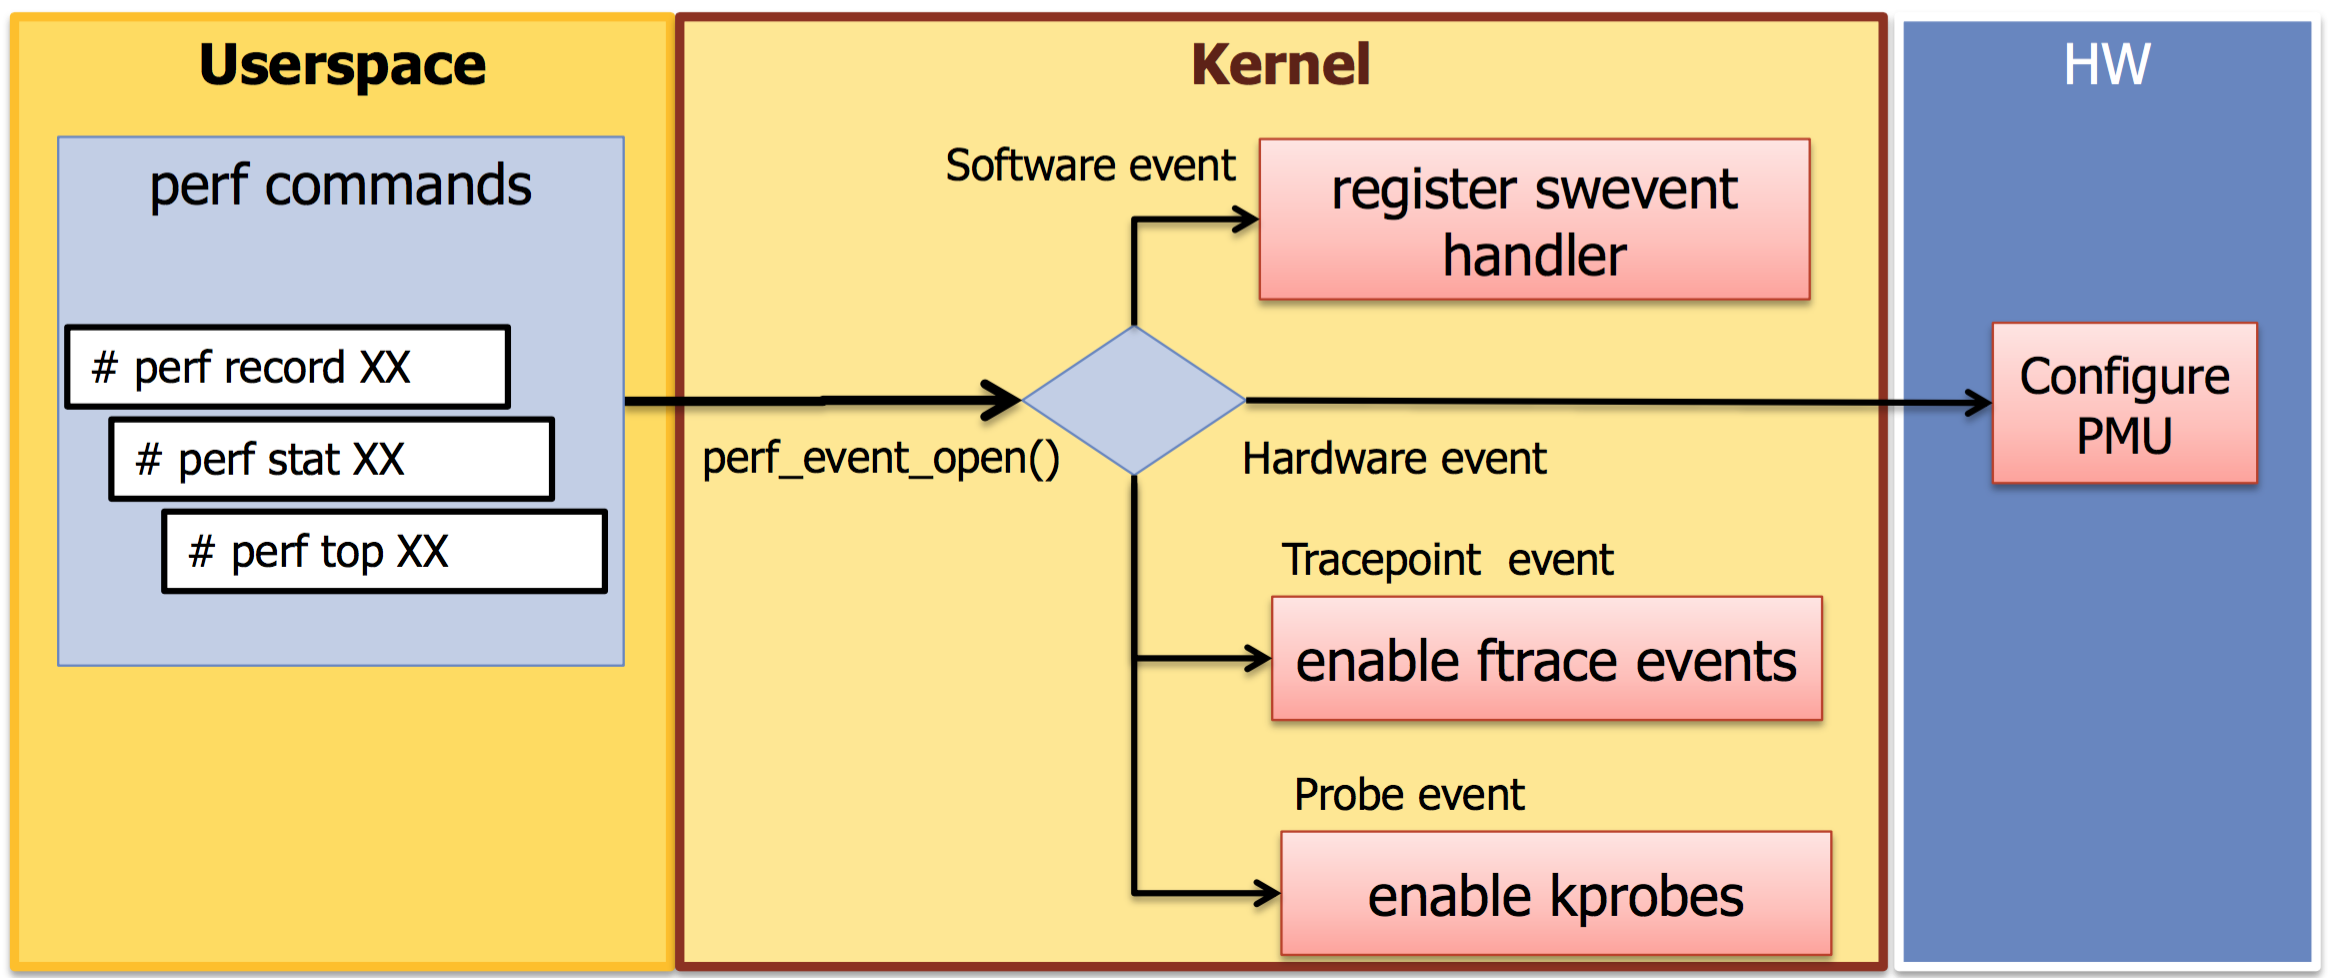 Userspace
perf commands
# perf record XX
# perf stat XX
# perf top XX
Kernel
perf_event_open()
Software event
register swevent
handler
Hardware event
Tracepoint  event
enable ftrace events
Probe event
enable kprobes
HW
Configure
PMU